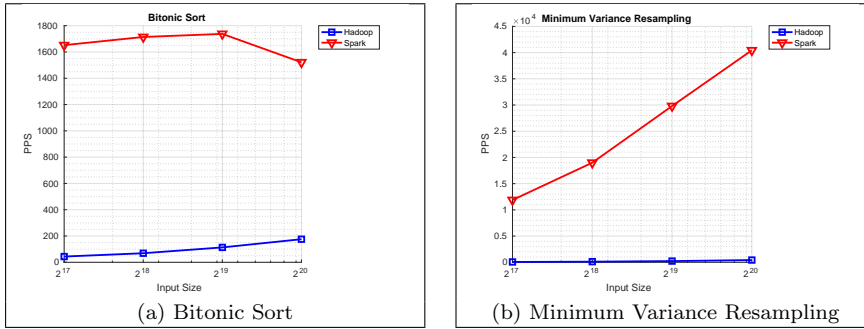 Bitonic Sort
Hadoop
Spark
1800
1600
1400
1200
1000
800
600
400
200
0
PPS
2^17
2^18
2^19
2^20
Input Size
(a) Bitonic Sort
×10^4
Minimum Variance Resampling
Hadoop
Spark
4.5
4
3.5
3
2.5
2
1.5
1
0.5
0
PPS
2^17
2^18
2^19
2^20
Input Size
(b) Minimum Variance Resampling